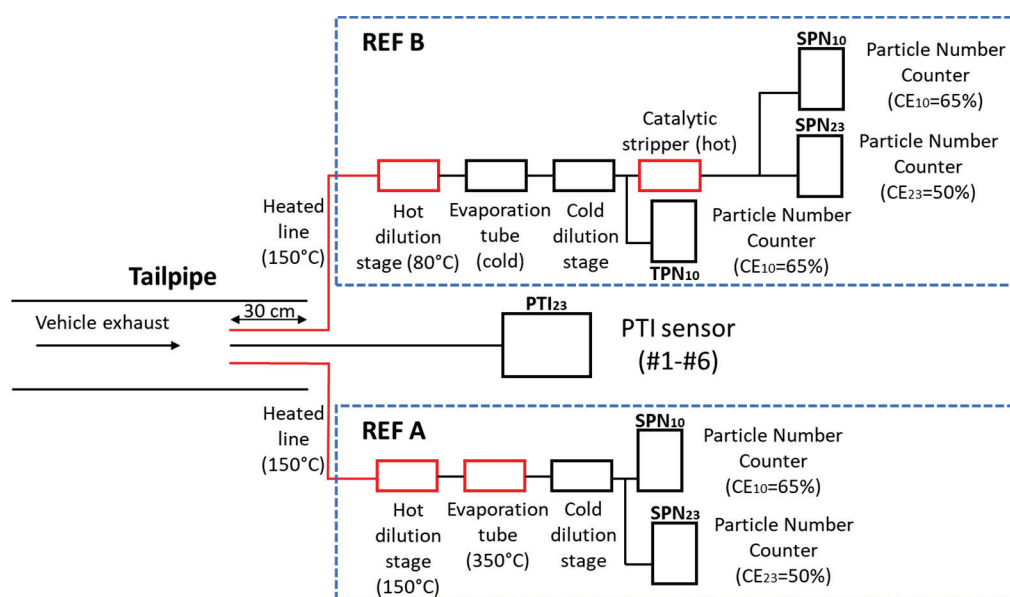 REF B
SPN10
Particle Number
Counter
(CE10=65%)
SPN23
Particle Number
Counter
(CE23=50%)
Catalytic
stripper (hot)
Heated
line
(150°C)
Hot
dilution
stage (80°C)
Evaporation
tube
(cold)
Cold
dilution
stage
TPN10
Particle Number
Counter
(CE10=65%)
Tailpipe
30 cm
Vehicle exhaust
PTI23
PTI sensor
(#1-#6)
Heated
line
(150°C)
REF A
SPN10
Particle Number
Counter
(CE10=65%)
Hot
dilution
stage
(150°C)
Evaporation
tube
(350°C)
Cold
dilution
stage
SPN23
Particle Number
Counter
(CE23=50%)